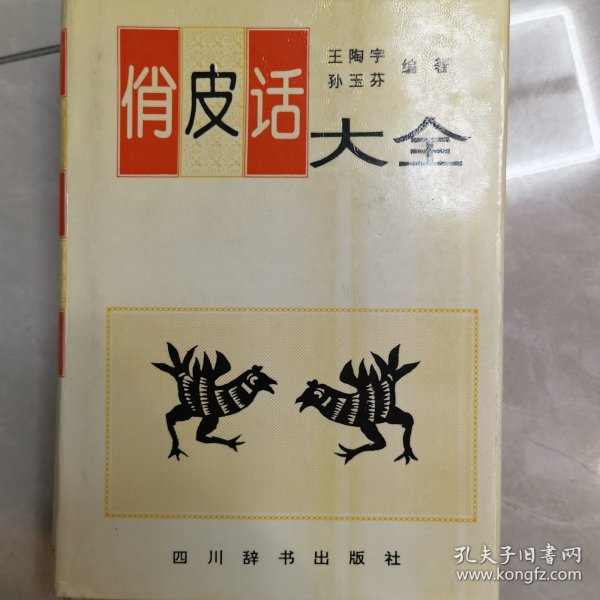 俏皮话
王陶宇
孙玉芬
编著
大全
四川辞书出版社
孔夫子旧书网
www.kongfz.com